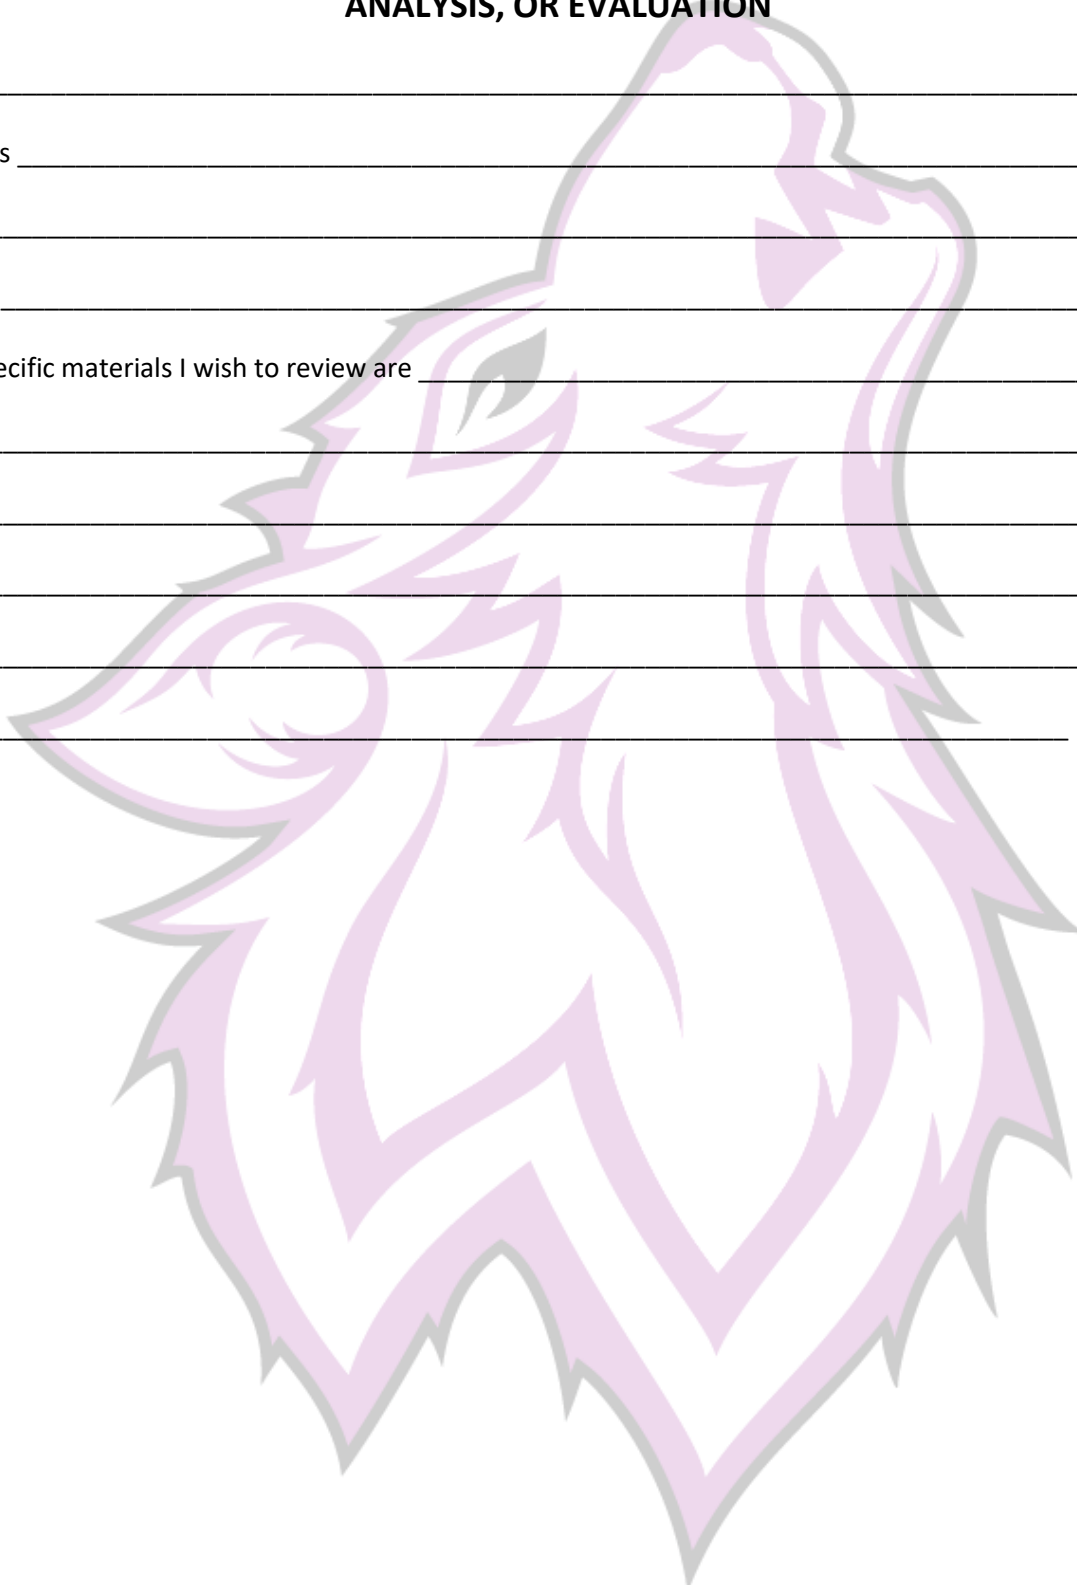 ANALYSIS, OR EVALUATION
s
ecific materials I wish to review are